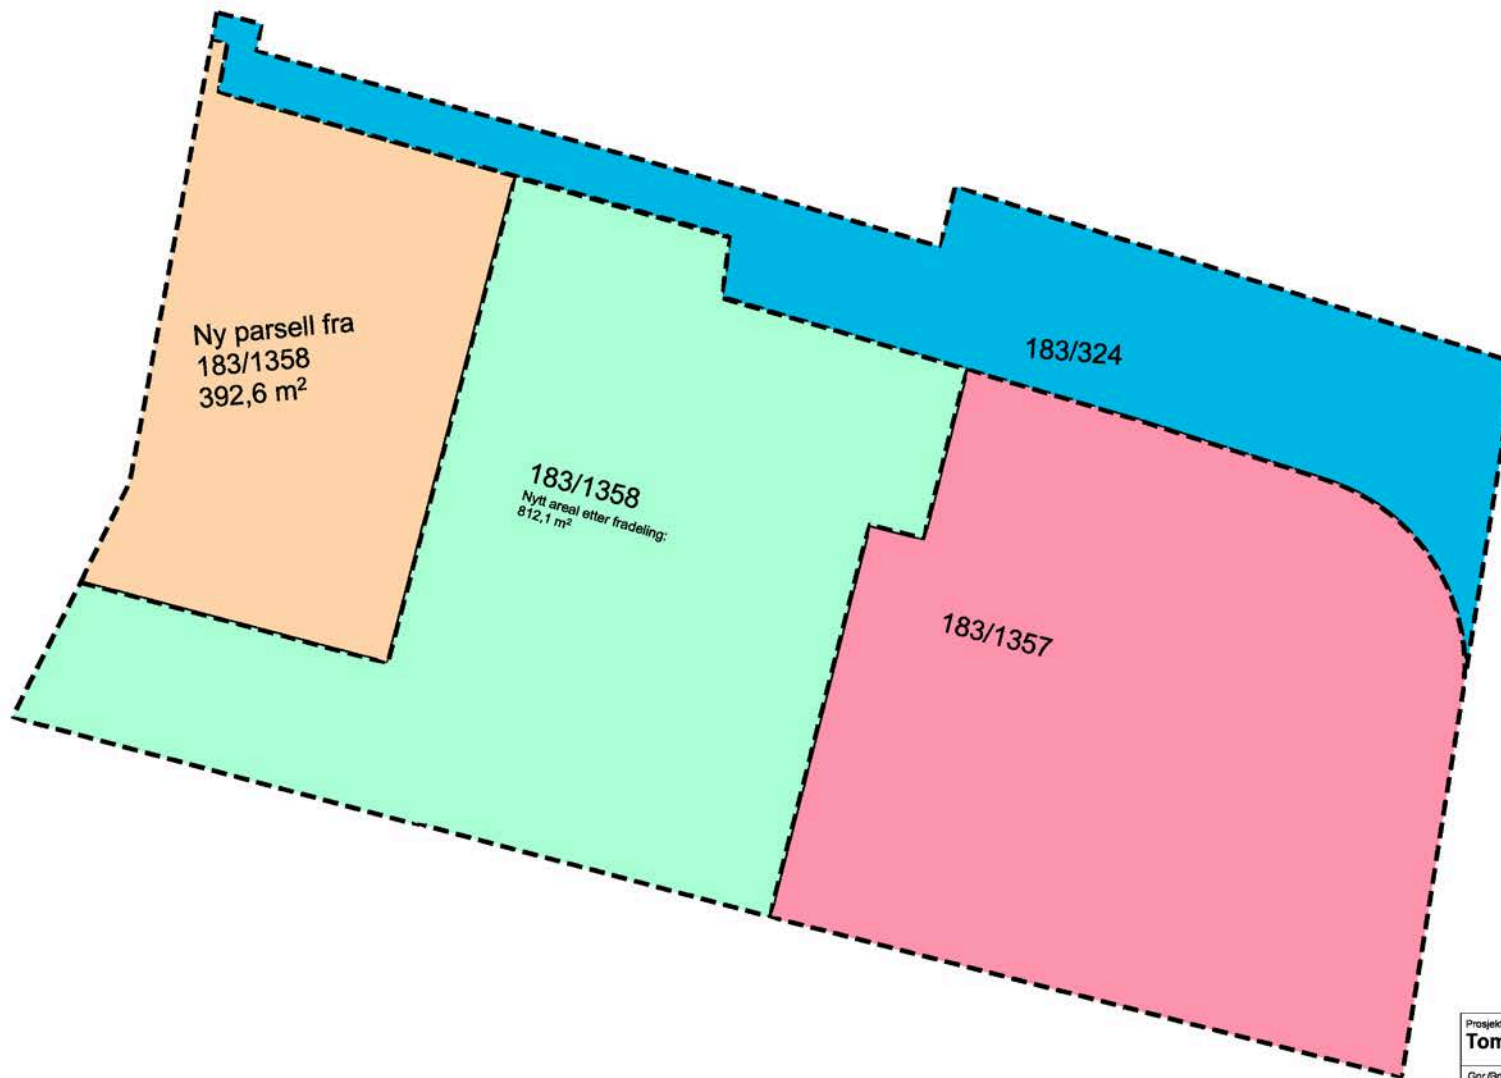 Ny parsell fra
183/1358
392,6 m²
183/324
183/1358
Nytt areal etter fradeling:
812,1 m²
183/1357